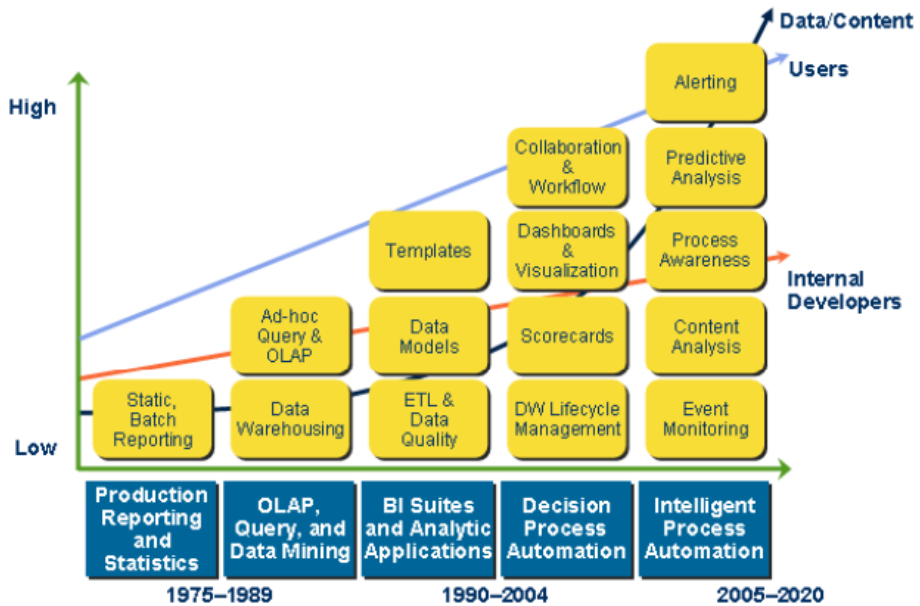 Data/Content
Users
High
Alerting
Collaboration
&
Workflow
Predictive
Analysis
Templates
Dashboards
&
Visualization
Process
Awareness
Internal
Developers
Ad-hoc
Query &
OLAP
Data
Models
Scorecards
Content
Analysis
Static,
Batch
Reporting
Data
Warehousing
ETL &
Data
Quality
DW Lifecycle
Management
Event
Monitoring
Low
Production
Reporting
and
Statistics
OLAP,
Query, and
Data Mining
BI Suites
and Analytic
Applications
Decision
Process
Automation
Intelligent
Process
Automation
1975–1989
1990–2004
2005–2020